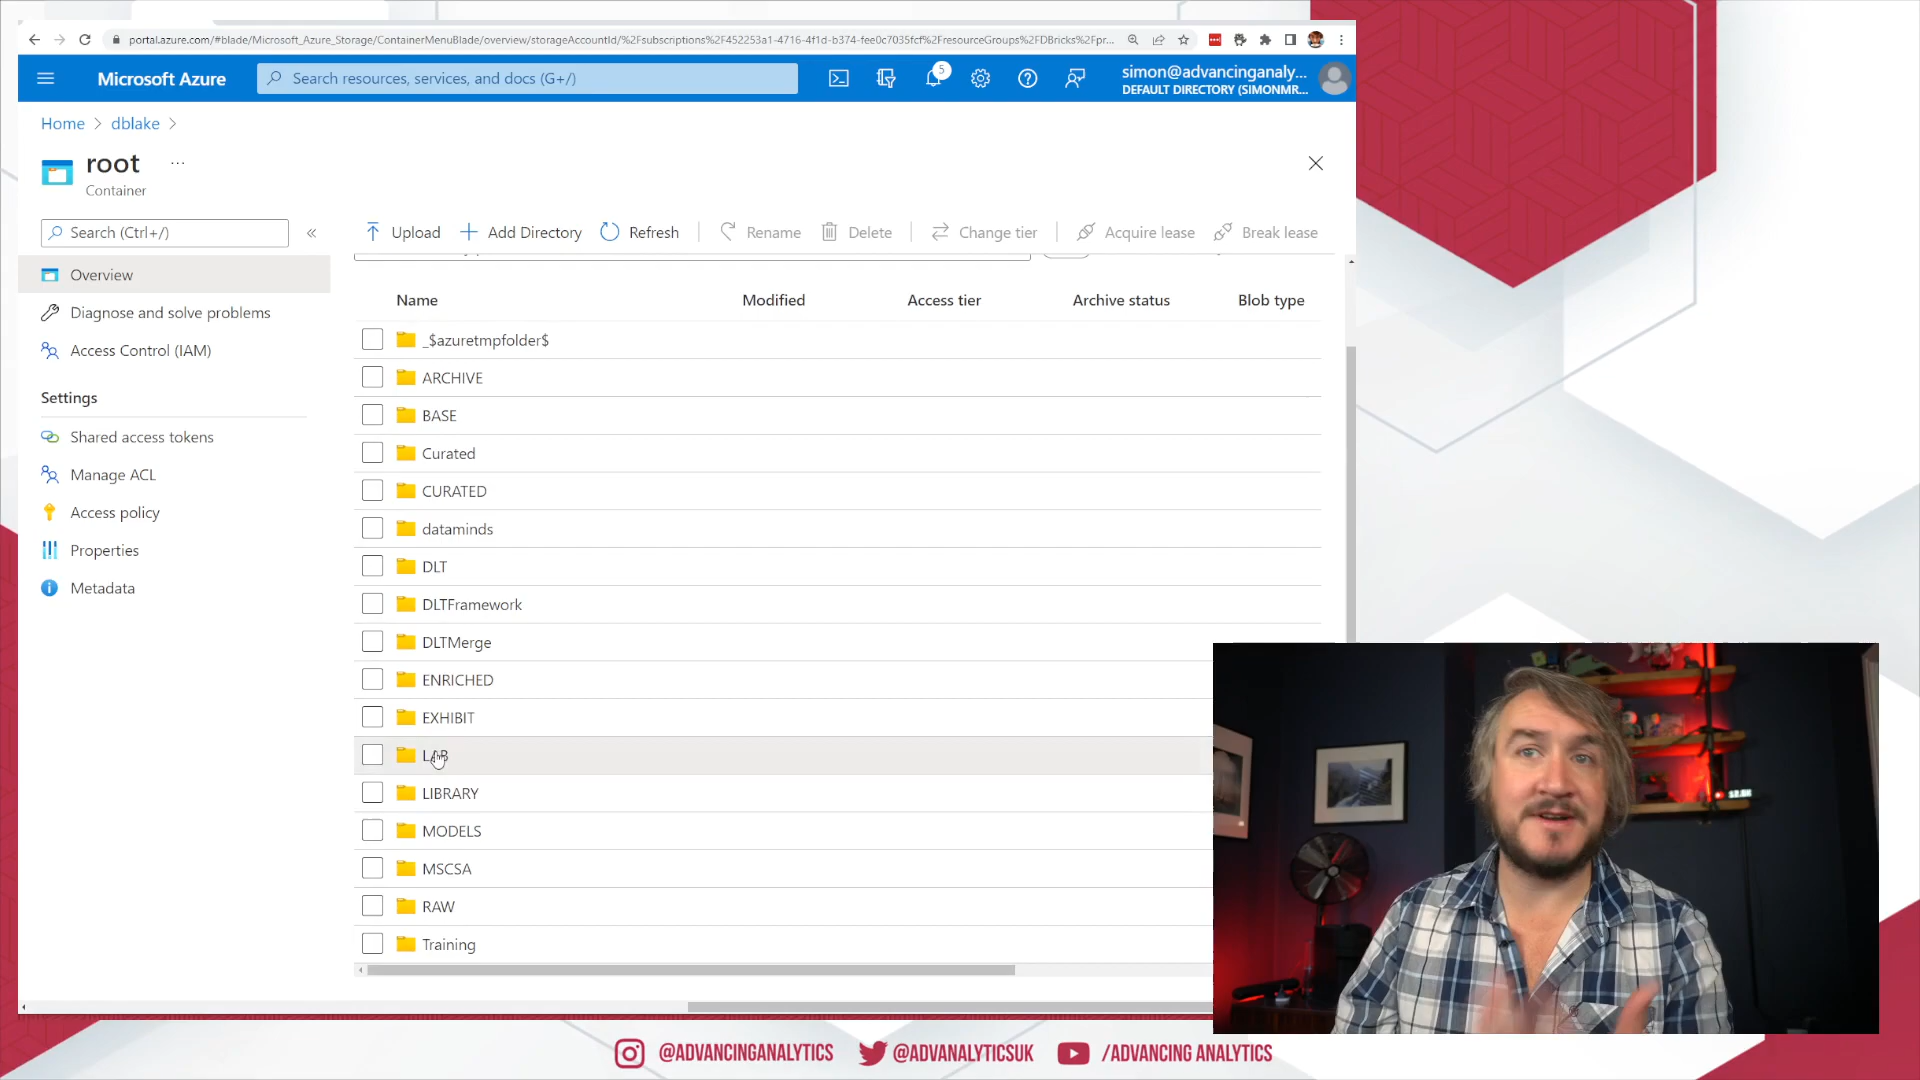 portal.azure.com/#blade/Microsoft_Azure_Storage/ContainerMenuBlade/overview/storageAccountId/%2Fsubscriptions%2F452253a1-4716-4f1d-b374-fee0c7035fcf%2FresourceGroups%2FDBricks%2Fpr...
Microsoft Azure
Search resources, services, and docs (G+/)
5
simon@advancinganaly...
DEFAULT DIRECTORY (SIMONMR...
Home > dblake >
root ...
Container
Search (Ctrl+/)
«
Upload
Add Directory
Refresh
Rename
Delete
Change tier
Acquire lease
Break lease
Overview
Diagnose and solve problems
Access Control (IAM)
Settings
Shared access tokens
Manage ACL
Access policy
Properties
Metadata
Name Modified Access tier Archive status Blob type
_$azuretmpfolder$
ARCHIVE
BASE
Curated
CURATED
dataminds
DLT
DLTFramework
DLTMerge
ENRICHED
EXHIBIT
LAB
LIBRARY
MODELS
MSCSA
RAW
Training
@ADVANCINGANALYTICS @ADVANALYTICSUK /ADVANCING ANALYTICS